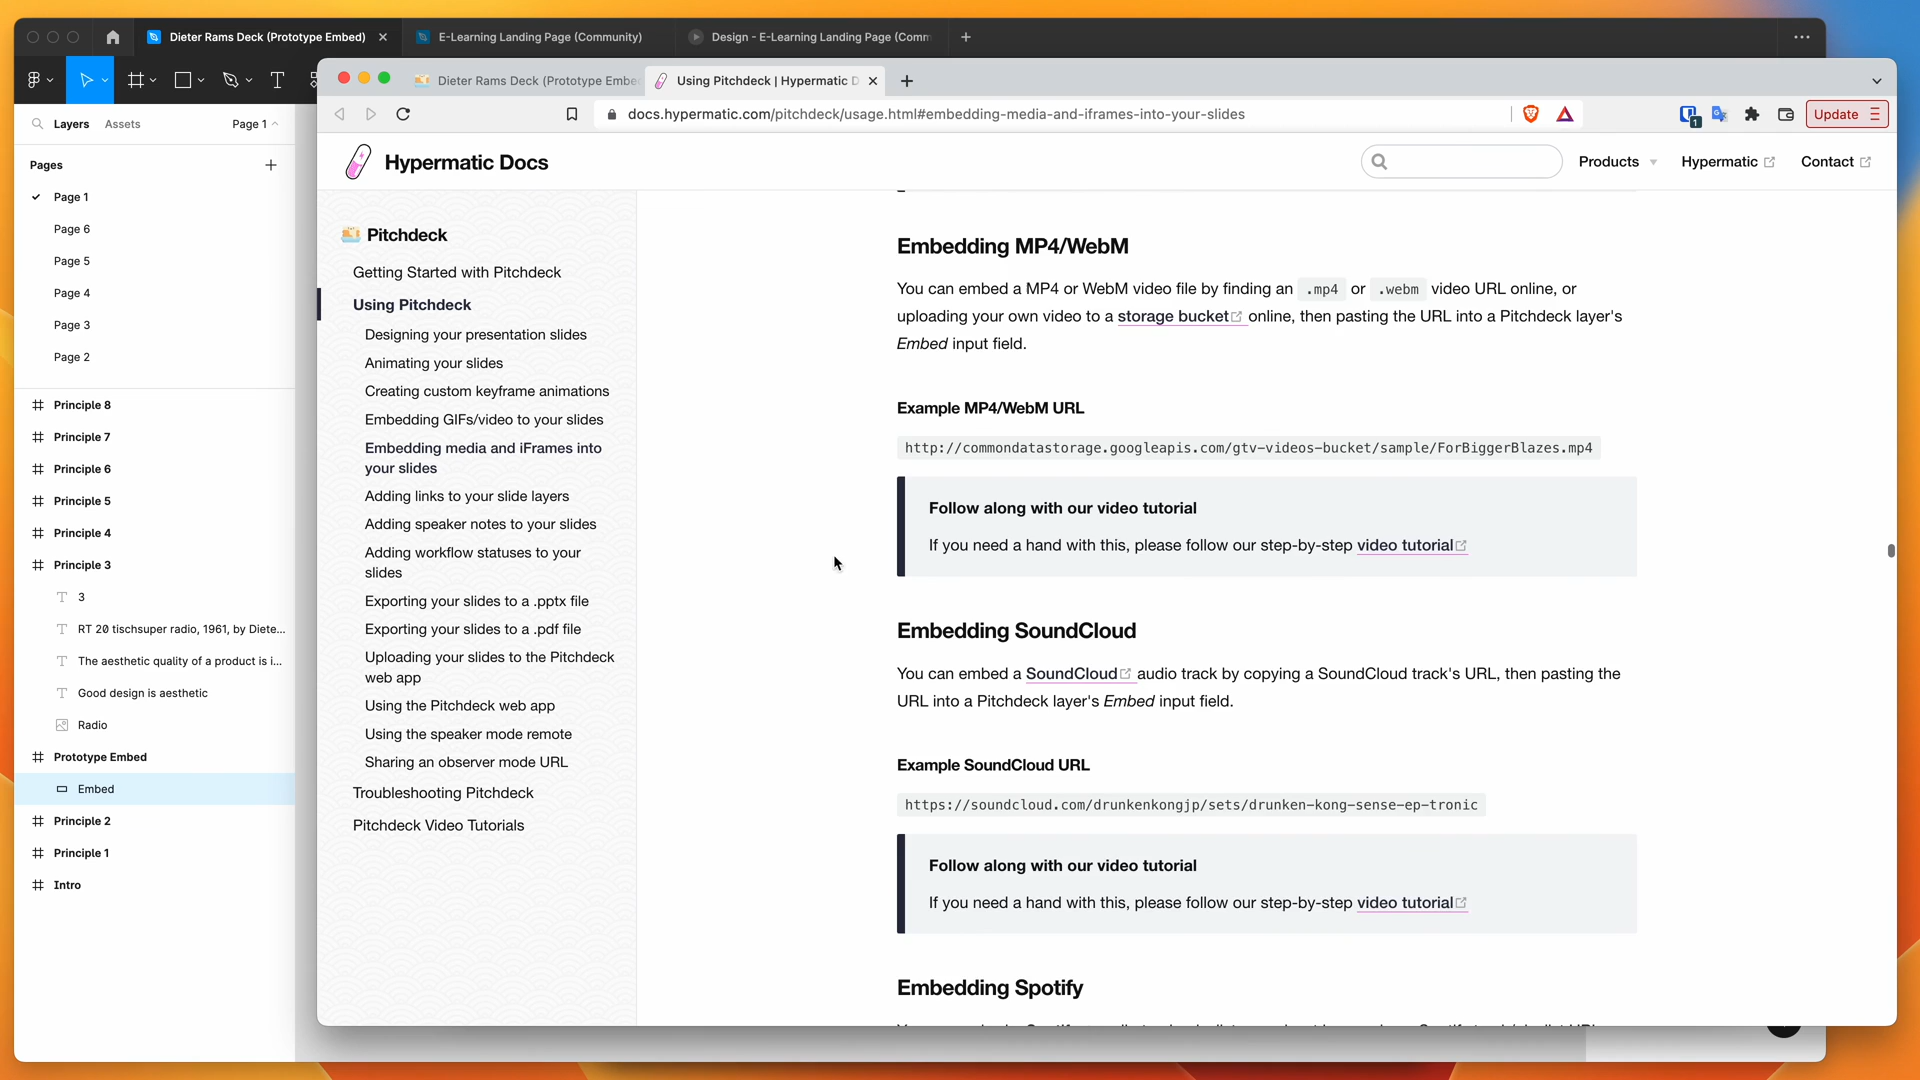 Dieter Rams Deck (Prototype Embed)
E-Learning Landing Page (Community)
Design - E-Learning Landing Page (Comm
Layers
Assets
Page 1
Pages
Page 1
Page 6
Page 5
Page 4
Page 3
Page 2
Principle 8
Principle 7
Principle 6
Principle 5
Principle 4
Principle 3
3
RT 20 tischsuper radio, 1961, by Diete...
The aesthetic quality of a product is i...
Good design is aesthetic
Radio
Prototype Embed
Embed
Principle 2
Principle 1
Intro
Dieter Rams Deck (Prototype Embe
Using Pitchdeck | Hypermatic D
docs.hypermatic.com/pitchdeck/usage.html#embedding-media-and-iframes-into-your-slides
1
Update
Hypermatic Docs
Products
Hypermatic
Contact
Pitchdeck
Getting Started with Pitchdeck
Using Pitchdeck
Designing your presentation slides
Animating your slides
Creating custom keyframe animations
Embedding GIFs/video to your slides
Embedding media and iFrames into
your slides
Adding links to your slide layers
Adding speaker notes to your slides
Adding workflow statuses to your
slides
Exporting your slides to a .pptx file
Exporting your slides to a .pdf file
Uploading your slides to the Pitchdeck
web app
Using the Pitchdeck web app
Using the speaker mode remote
Sharing an observer mode URL
Troubleshooting Pitchdeck
Pitchdeck Video Tutorials
Embedding MP4/WebM
You can embed a MP4 or WebM video file by finding an .mp4 or .webm video URL online, or
uploading your own video to a storage bucket online, then pasting the URL into a Pitchdeck layer's
Embed input field.
Example MP4/WebM URL
http://commondatastorage.googleapis.com/gtv-videos-bucket/sample/ForBiggerBlazes.mp4
Follow along with our video tutorial
If you need a hand with this, please follow our step-by-step video tutorial
Embedding SoundCloud
You can embed a SoundCloud audio track by copying a SoundCloud track's URL, then pasting the
URL into a Pitchdeck layer's Embed input field.
Example SoundCloud URL
https://soundcloud.com/drunkenkongjp/sets/drunken-kong-sense-ep-tronic
Follow along with our video tutorial
If you need a hand with this, please follow our step-by-step video tutorial
Embedding Spotify